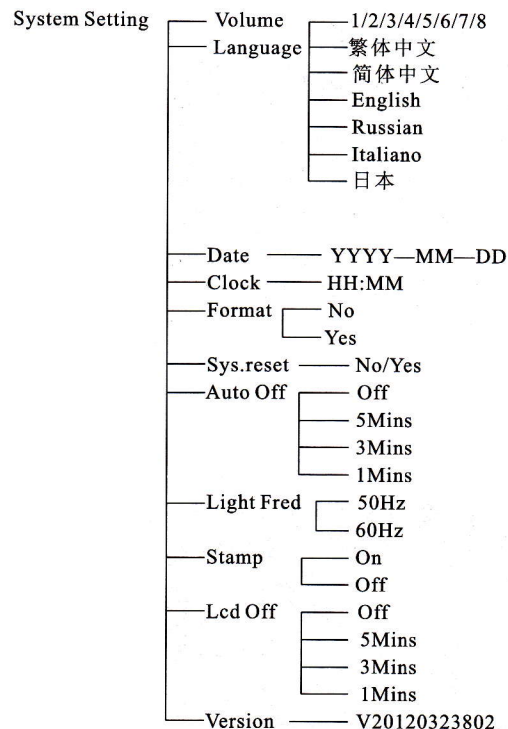 System Setting Volume 1/2/3/4/5/6/7/8
Language 繁体中文
简体中文
English
Russian
Italiano
日本
Date YYYY—MM—DD
Clock HH:MM
Format No
Yes
Sys.reset No/Yes
Auto Off Off
5Mins
3Mins
1Mins
Light Fred 50Hz
60Hz
Stamp On
Off
Lcd Off Off
5Mins
3Mins
1Mins
Version V20120323802